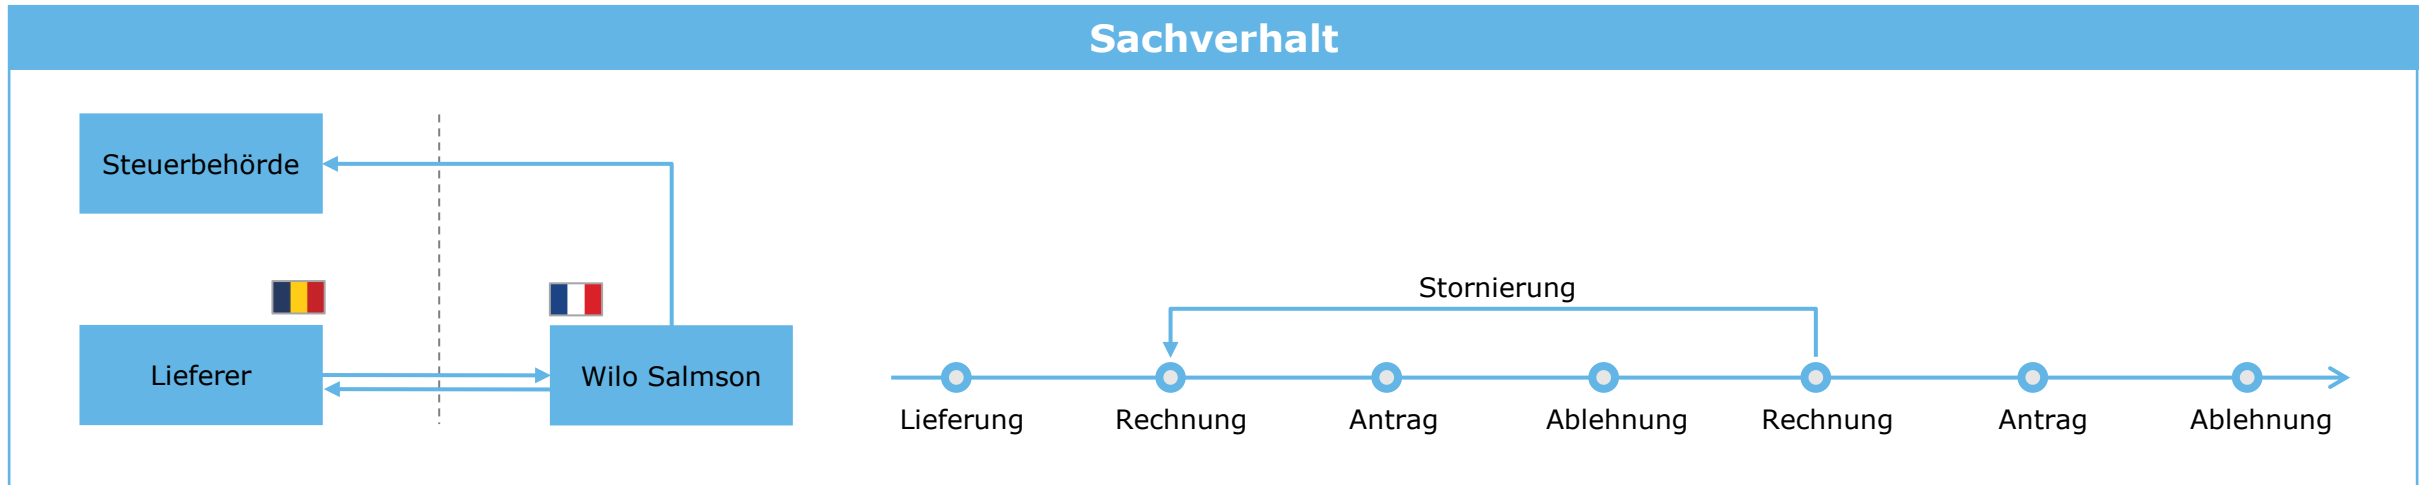 Sachverhalt
Steuerbehörde
Lieferer
Wilo Salmson
Stornierung
Lieferung
Rechnung
Antrag
Ablehnung
Rechnung
Antrag
Ablehnung